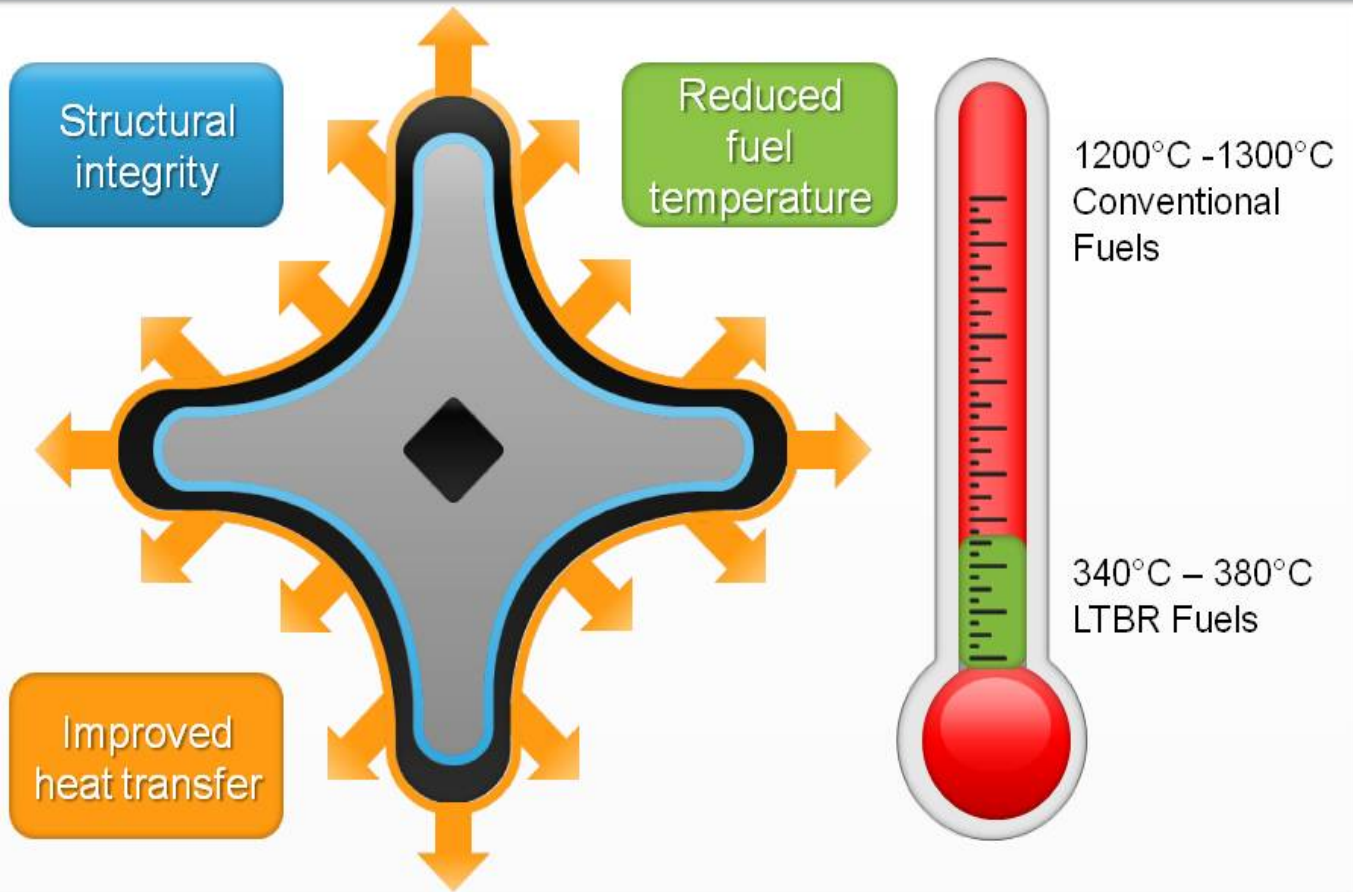 Structural
integrity
Reduced
fuel
temperature
1200°C -1300°C
Conventional
Fuels
340°C – 380°C
LTBR Fuels
Improved
heat transfer